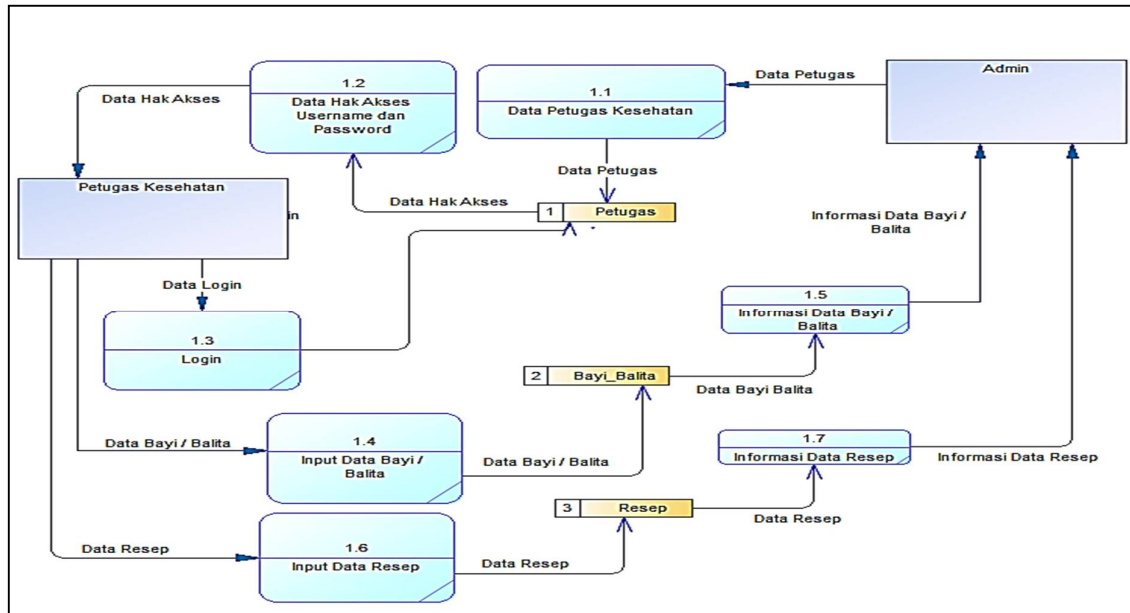 1.2
Data Hak Akses
Username dan
Password
Data Hak Akses
1.1
Data Petugas Kesehatan
Data Petugas
Admin
Data Petugas
Petugas Kesehatan
in
Data Hak Akses
1 Petugas
Informasi Data Bayi /
Balita
Data Login
1.3
Login
1.5
Informasi Data Bayi /
Balita
2 Bayi_Balita
Data Bayi Balita
Data Bayi / Balita
1.4
Input Data Bayi /
Balita
Data Bayi / Balita
1.7
Informasi Data Resep
Informasi Data Resep
3 Resep
Data Resep
Data Resep
1.6
Input Data Resep
Data Resep